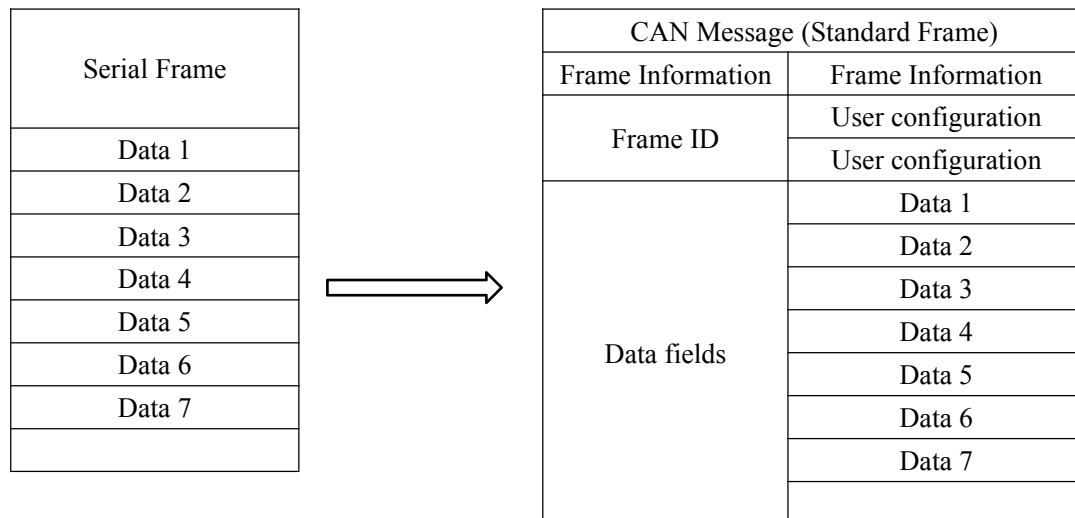 Serial Frame
Data 1
Data 2
Data 3
Data 4
Data 5
Data 6
Data 7
CAN Message (Standard Frame)
Frame Information
Frame Information
Frame ID
User configuration
User configuration
Data fields
Data 1
Data 2
Data 3
Data 4
Data 5
Data 6
Data 7